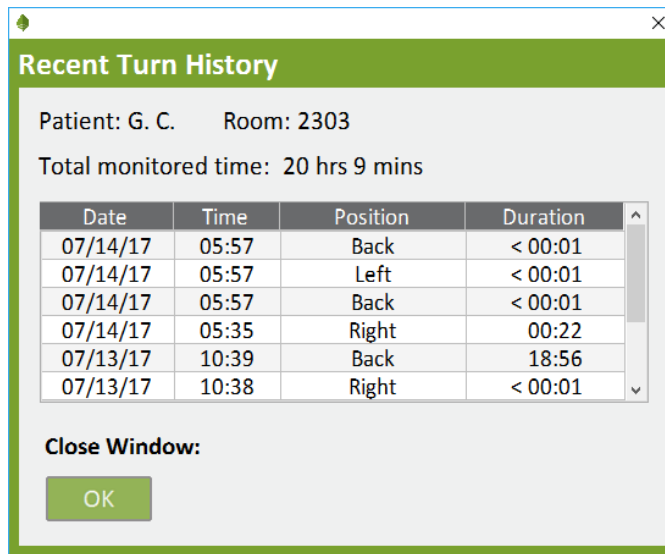 Recent Turn History
Patient: G. C. Room: 2303
Total monitored time: 20 hrs 9 mins
Date Time Position Duration
07/14/17 05:57 Back < 00:01
07/14/17 05:57 Left < 00:01
07/14/17 05:57 Back < 00:01
07/14/17 05:35 Right 00:22
07/13/17 10:39 Back 18:56
07/13/17 10:38 Right < 00:01
Close Window:
OK